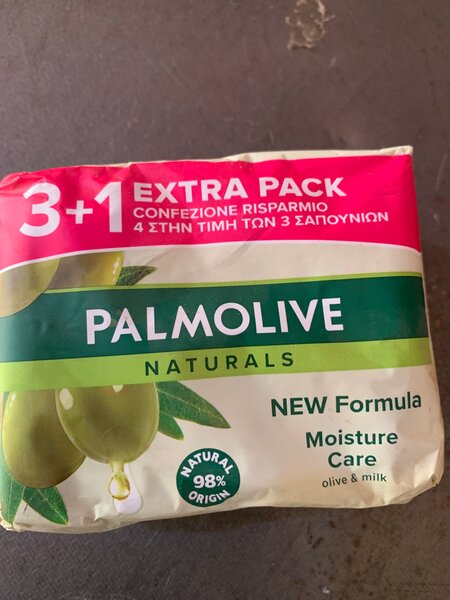 3+1
EXTRA PACK
CONFEZIONE RISPARMIO
4 ΣΤΗΝ ΤΙΜΗ ΤΩΝ 3 ΣΑΠΟΥΝΙΩΝ
PALMOLIVE
NATURALS
NEW Formula
Moisture
Care
olive & milk
NATURAL
98%
ORIGIN